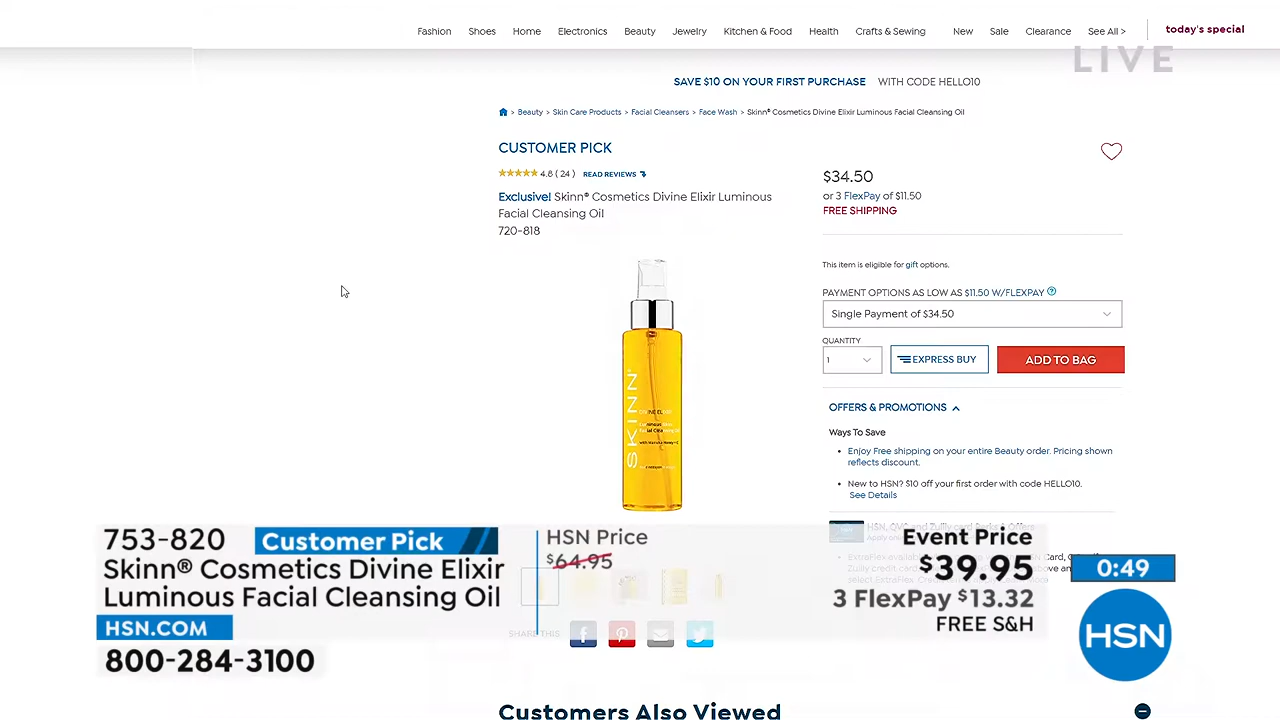 Fashion Shoes Home Electronics Beauty Jewelry Kitchen & Food Health Crafts & Sewing New Sale Clearance See All > today's special
LIVE
SAVE $10 ON YOUR FIRST PURCHASE WITH CODE HELLO10
> Beauty > Skin Care Products > Facial Cleansers > Face Wash > Skinn® Cosmetics Divine Elixir Luminous Facial Cleansing Oil
CUSTOMER PICK
4.8 ( 24 ) READ REVIEWS
Exclusive! Skinn® Cosmetics Divine Elixir Luminous
Facial Cleansing Oil
720-818
$34.50
or 3 FlexPay of $11.50
FREE SHIPPING
This item is eligible for gift options.
PAYMENT OPTIONS AS LOW AS $11.50 W/FLEXPAY ?
Single Payment of $34.50
QUANTITY
1 EXPRESS BUY ADD TO BAG
OFFERS & PROMOTIONS
Ways To Save
• Enjoy Free shipping on your entire Beauty order. Pricing shown
reflects discount.
• New to HSN? $10 off your first order with code HELLO10.
See Details
SKINN®
DIVINE ELIXIR
753-820 Customer Pick
Skinn® Cosmetics Divine Elixir
Luminous Facial Cleansing Oil
HSN.COM
800-284-3100
HSN Price
$64.95
Event Price
$39.95
3 FlexPay $13.32
FREE S&H
0:49
HSN
SHARE THIS
Customers Also Viewed